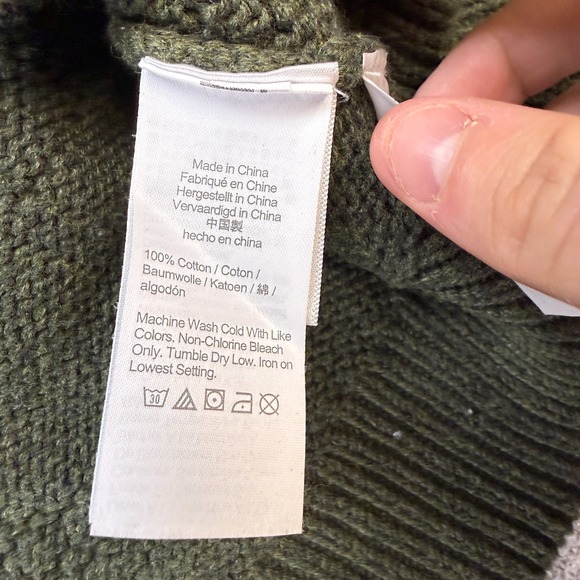 Made in China
Fabriqué en Chine
Hergestellt in China
Vervaardigd in China
中国製
hecho en china
100% Cotton / Coton /
Baumwolle / Katoen / 綿 /
algodón
Machine Wash Cold With Like
Colors. Non-Chlorine Bleach
Only. Tumble Dry Low. Iron on
Lowest Setting.
30